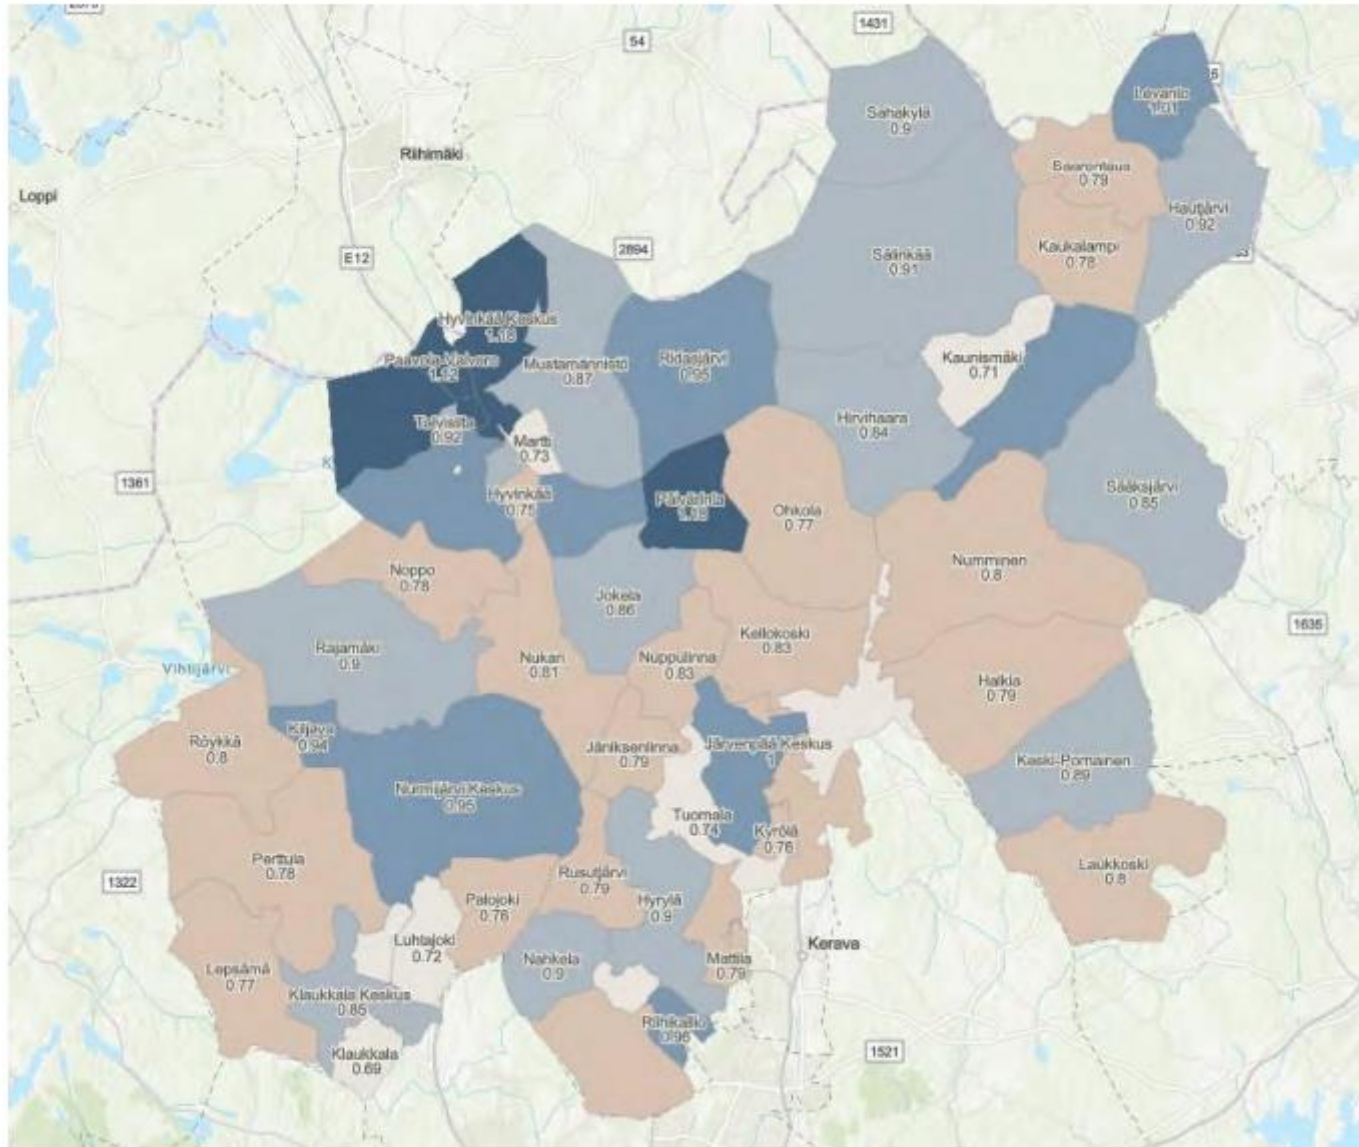 54
1431
Sahakylä
0.9
Levanto
1.01
Riihimäki
Loppi
0.79
Hautjärvi
0.92
E12
2894
Kaukalampi
0.78
Sälinkää
0.91
Hyvinkää Keskus
1.18
1.12
Mustamännistö
0.87
Ridasjärvi
0.95
Kaunismäki
0.71
Talvisilta
0.92
Martti
0.73
Hirvihaara
0.84
1361
Hyvinkää
0.75
Päivärinta
Ohkola
0.77
Sääksjärvi
0.85
Noppo
0.78
Numminen
0.8
Jokela
0.86
1635
Rajamäki
0.9
Vihtijärvi
Nukari
0.81
Nuppulinna
0.83
Kellokoski
0.83
Halkia
0.79
Röykkä
0.8
Kiljava
0.94
Jäniksenlinna
0.79
Järvenpää Keskus
1
Keski-Pornainen
0.89
Nurmijärvi Keskus
0.95
Tuomala
0.74
Kyrölä
0.76
Perttula
0.78
1322
Rusutjärvi
0.79
Laukkoski
0.8
Palojoki
0.76
Hyrylä
0.9
Luhtajoki
0.72
Kerava
Nahkela
0.9
Mattila
0.79
Lepsämä
0.77
Klaukkala Keskus
0.85
Riihikallio
0.96
Klaukkala
0.69
1521